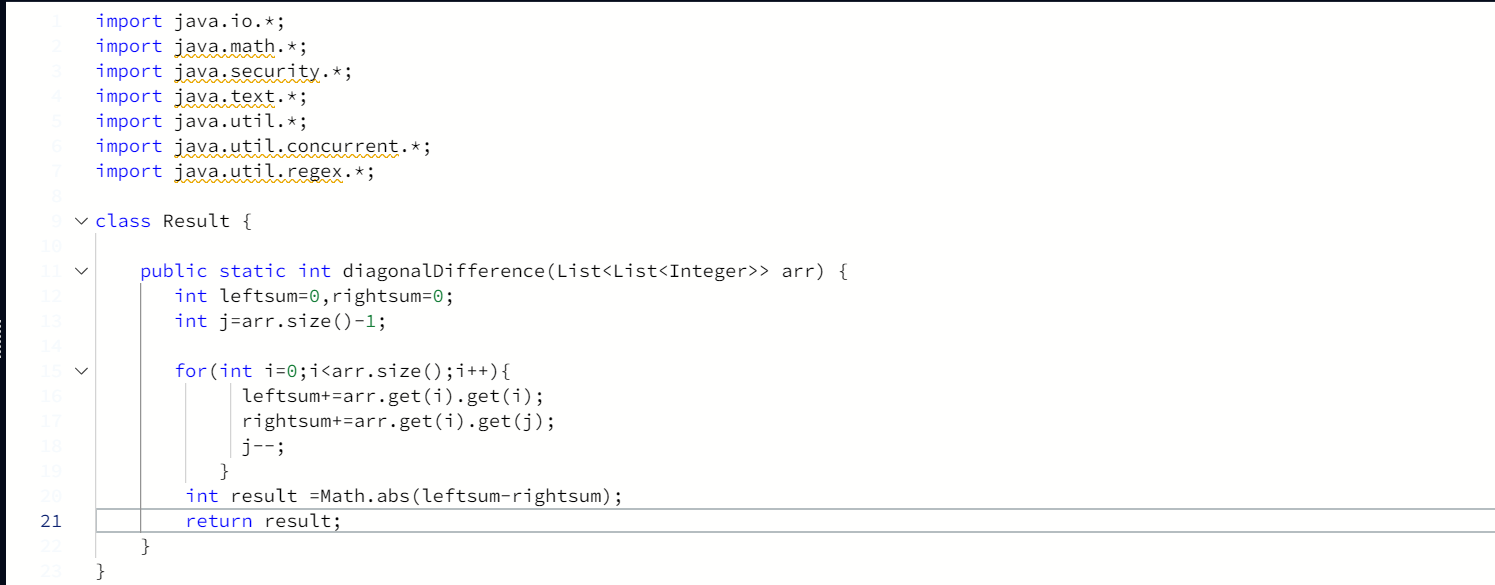 1 import java.io.*;
2 import java.math.*;
3 import java.security.*;
4 import java.text.*;
5 import java.util.*;
6 import java.util.concurrent.*;
7 import java.util.regex.*;
8
9 class Result {
10
11 public static int diagonalDifference(List<List<Integer>> arr) {
12 int leftsum=0,rightsum=0;
13 int j=arr.size()-1;
14
15 for(int i=0;i<arr.size();i++){
16 leftsum+=arr.get(i).get(i);
17 rightsum+=arr.get(i).get(j);
18 j--;
19 }
20 int result =Math.abs(leftsum-rightsum);
21 return result;
22 }
23 }